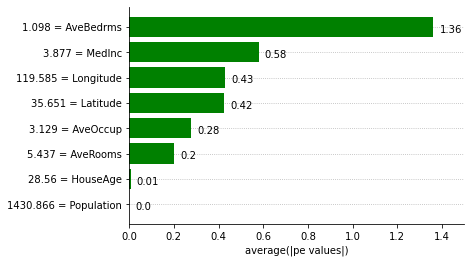 1.098 = AveBedrms 1.36
3.877 = MedInc 0.58
119.585 = Longitude 0.43
35.651 = Latitude 0.42
3.129 = AveOccup 0.28
5.437 = AveRooms 0.2
28.56 = HouseAge 0.01
1430.866 = Population 0.0
0.0 0.2 0.4 0.6 0.8 1.0 1.2 1.4
average(|pe values|)